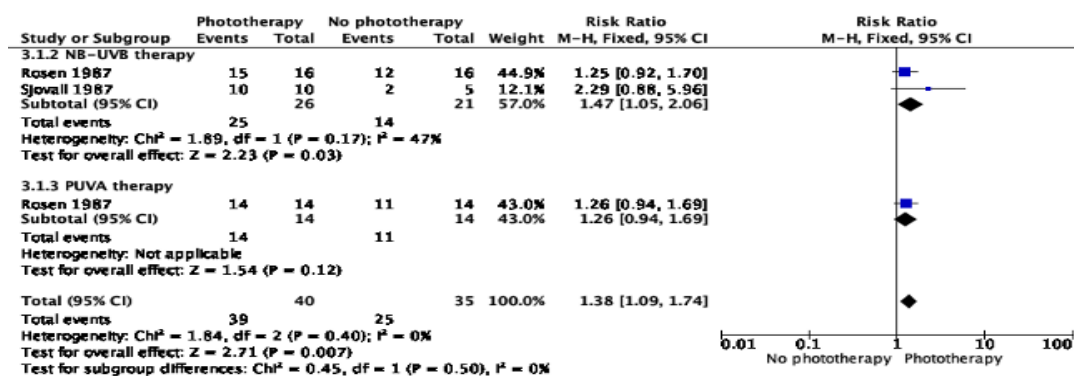 Phototherapy No phototherapy Risk Ratio Risk Ratio
Study or Subgroup Events Total Events Total Weight M-H, Fixed, 95% CI M-H, Fixed, 95% CI
3.1.2 NB-UVB therapy
Rosen 1987 15 16 12 16 44.9% 1.25 [0.92, 1.70]
Sjovall 1987 10 10 2 5 12.1% 2.29 [0.88, 5.96]
Subtotal (95% CI) 26 21 57.0% 1.47 [1.05, 2.06]
Total events 25 14
Heterogeneity: Chi² = 1.89, df = 1 (P = 0.17); I² = 47%
Test for overall effect: Z = 2.23 (P = 0.03)
3.1.3 PUVA therapy
Rosen 1987 14 14 11 14 43.0% 1.26 [0.94, 1.69]
Subtotal (95% CI) 14 14 43.0% 1.26 [0.94, 1.69]
Total events 14 11
Heterogeneity: Not applicable
Test for overall effect: Z = 1.54 (P = 0.12)
Total (95% CI) 40 35 100.0% 1.38 [1.09, 1.74]
Total events 39 25
Heterogeneity: Chi² = 1.84, df = 2 (P = 0.40); I² = 0%
Test for overall effect: Z = 2.71 (P = 0.007)
Test for subgroup differences: Chi² = 0.45, df = 1 (P = 0.50), I² = 0%
0.01 0.1 1 10 100
No phototherapy Phototherapy